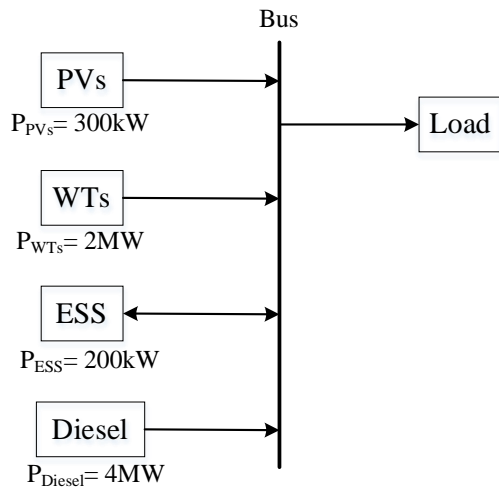 Bus
PVs
P_PVs= 300kW
Load
WTs
P_WTs= 2MW
ESS
P_ESS= 200kW
Diesel
P_Diesel= 4MW